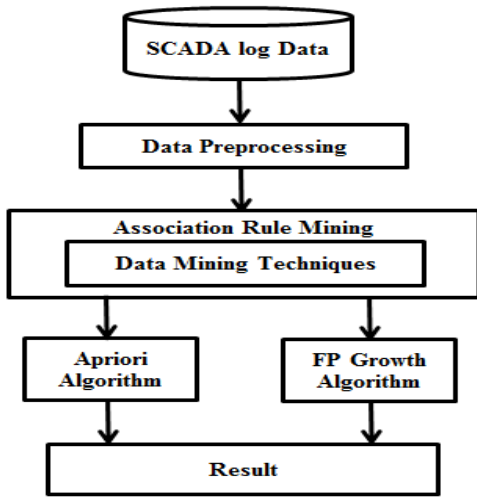 SCADA log Data
Data Preprocessing
Association Rule Mining
Data Mining Techniques
Apriori
Algorithm
FP Growth
Algorithm
Result